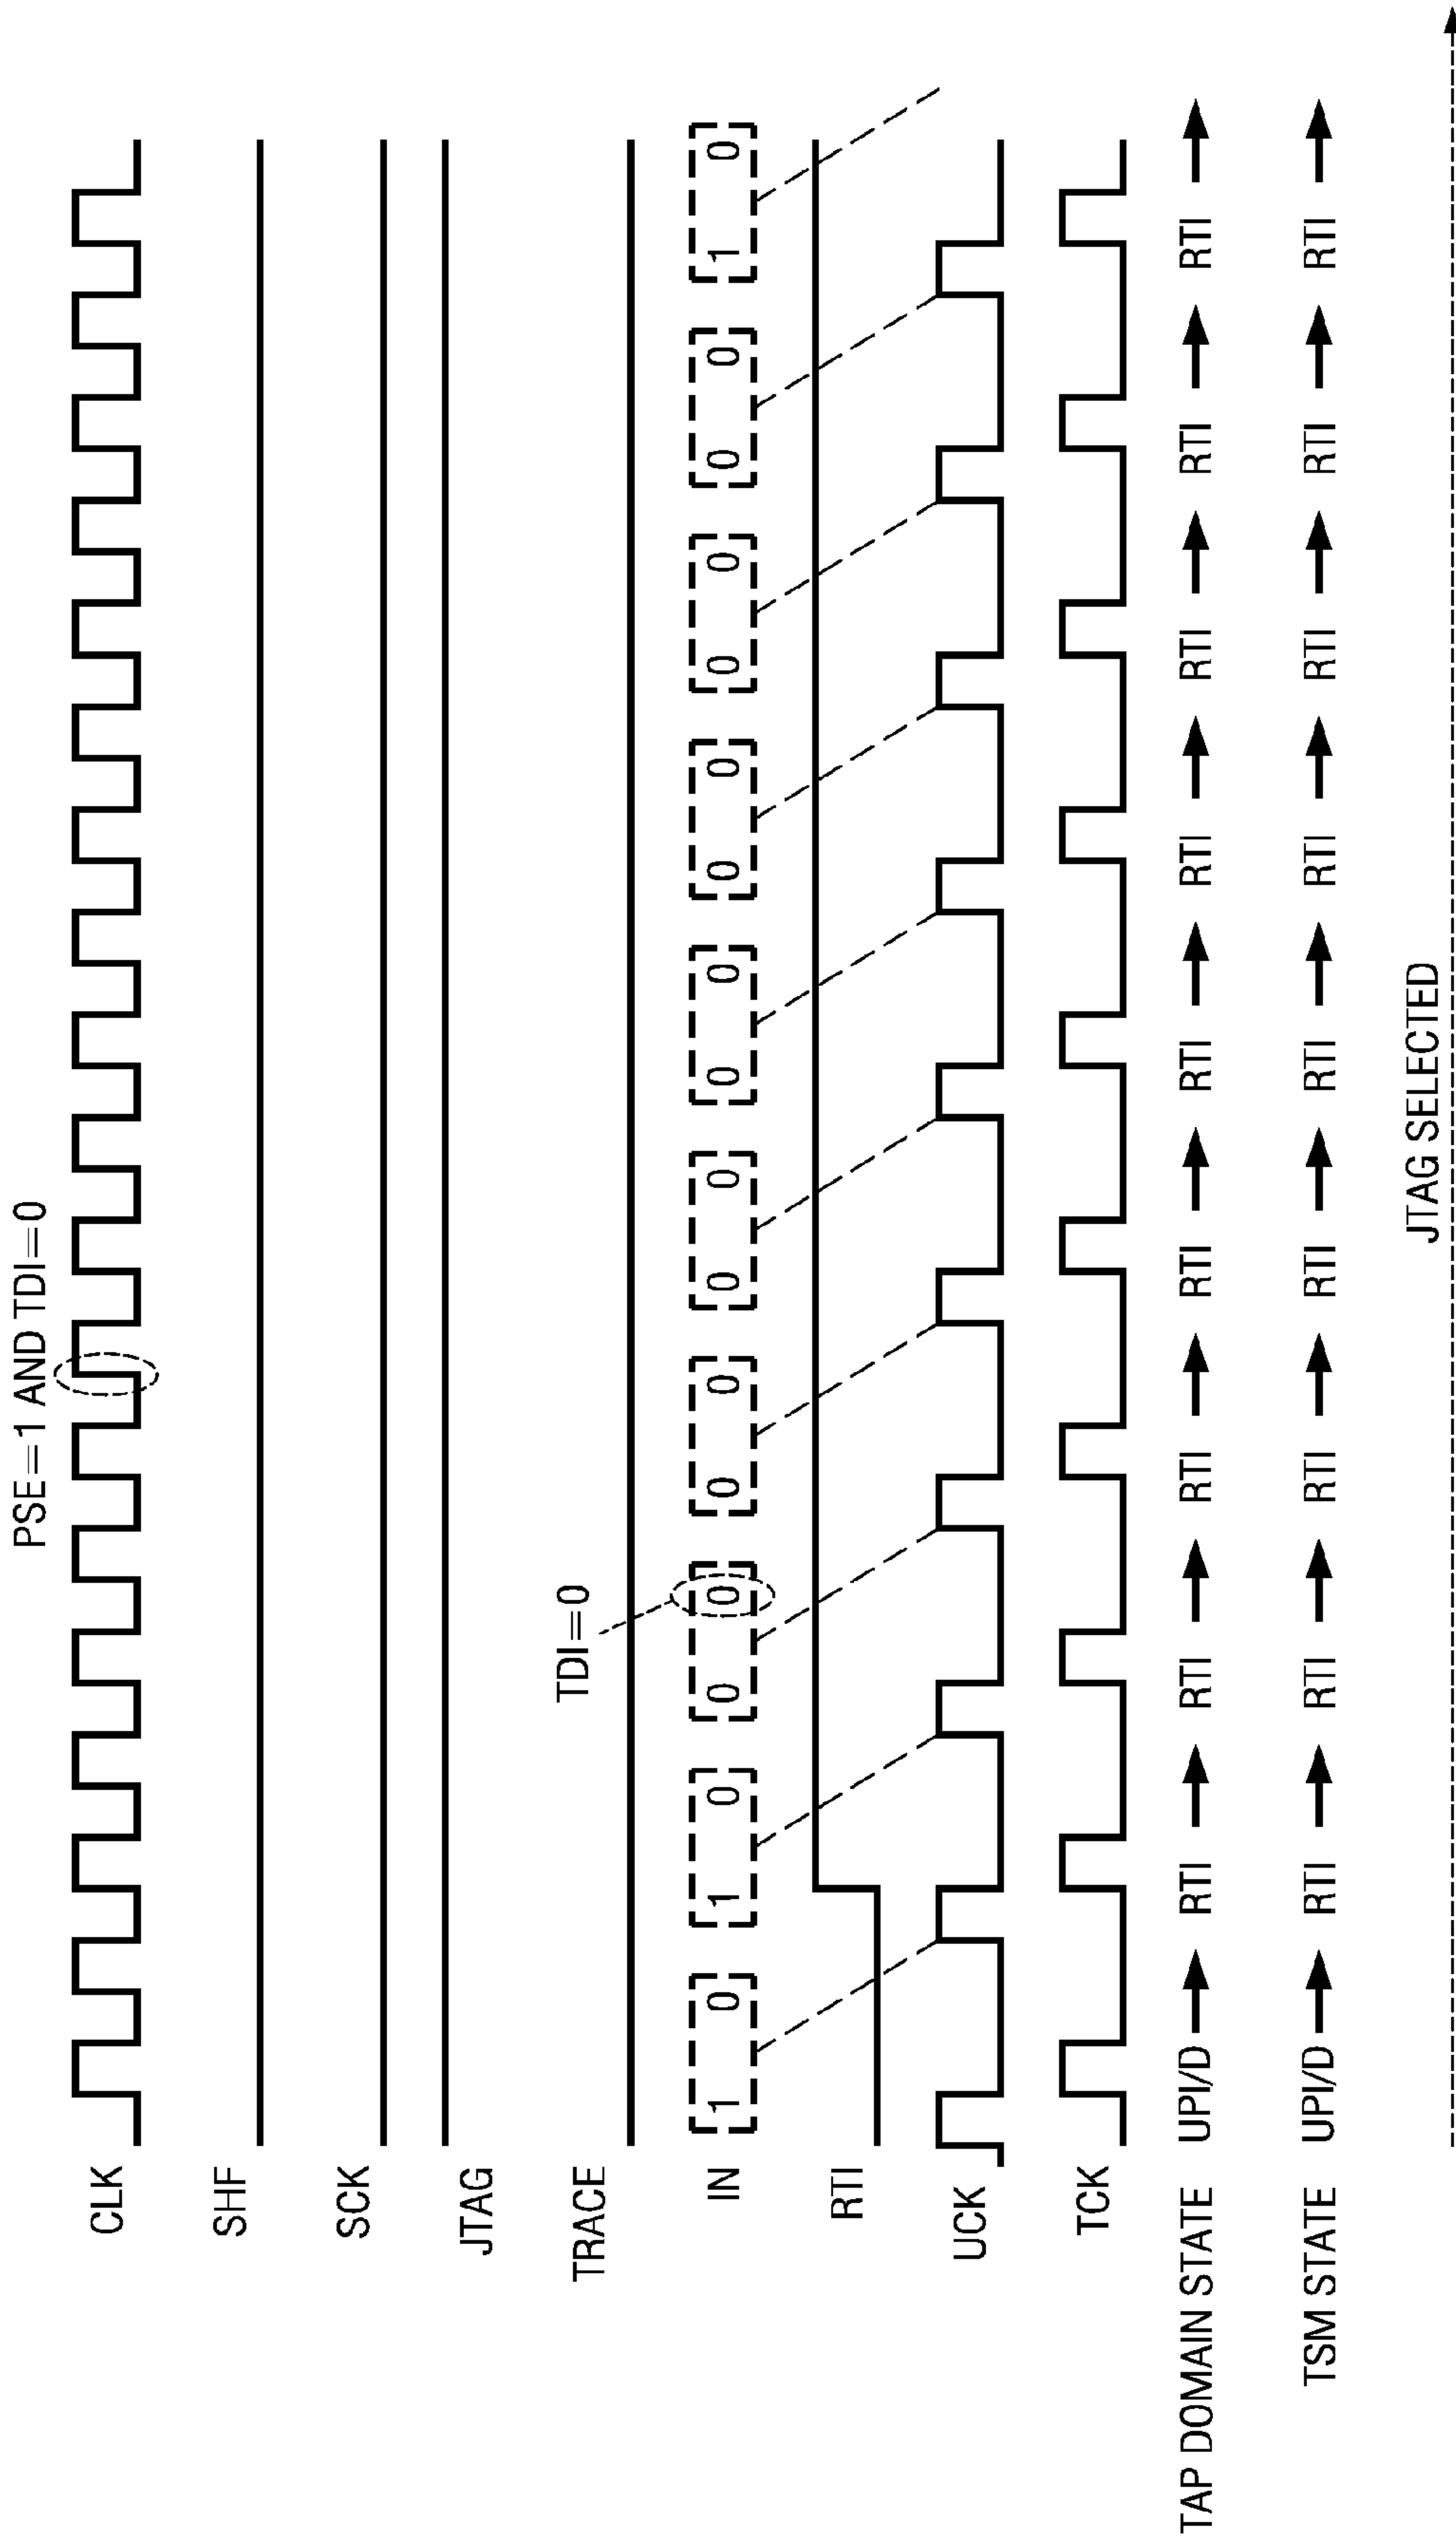 PSE=1 AND TDI=0
CLK
SHF
SCK
JTAG
TDI=0
TRACE
IN 1 0 1 0 0 0 0 0 0 0 0 0 0 0 0 0 0 0 1 0
RTI
UCK
TCK
TAP DOMAIN STATE UPI/D RTI RTI RTI RTI RTI RTI RTI RTI RTI
TSM STATE UPI/D RTI RTI RTI RTI RTI RTI RTI RTI RTI
JTAG SELECTED